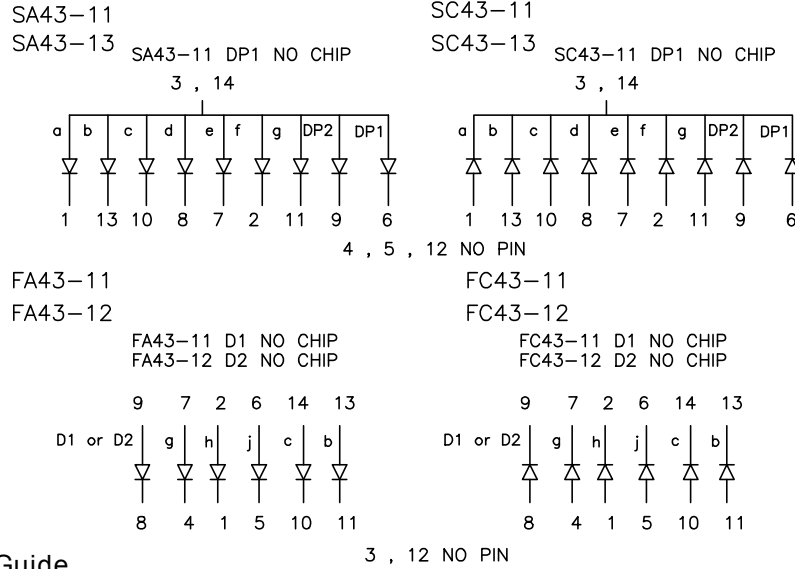 SA43-11
SA43-13
SA43-11 DP1 NO CHIP
3 , 14
a b c d e f g DP2 DP1
1 13 10 8 7 2 11 9 6
SC43-11
SC43-13
SC43-11 DP1 NO CHIP
3 , 14
a b c d e f g DP2 DP1
1 13 10 8 7 2 11 9 6
4 , 5 , 12 NO PIN
FA43-11
FA43-12
FA43-11 D1 NO CHIP
FA43-12 D2 NO CHIP
9 7 2 6 14 13
D1 or D2 g h j c b
8 4 1 5 10 11
FC43-11
FC43-12
FC43-11 D1 NO CHIP
FC43-12 D2 NO CHIP
9 7 2 6 14 13
D1 or D2 g h j c b
8 4 1 5 10 11
3 , 12 NO PIN
Guide